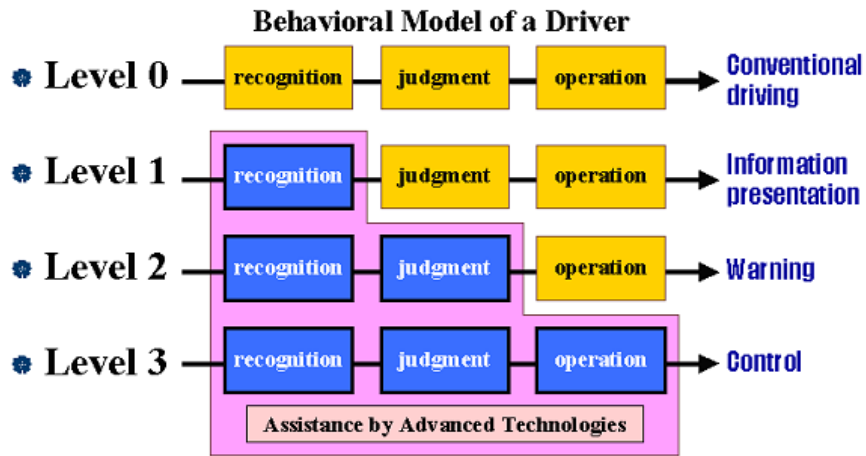 Behavioral Model of a Driver
Level 0 recognition judgment operation Conventional
driving
Level 1 recognition judgment operation Information
presentation
Level 2 recognition judgment operation Warning
Level 3 recognition judgment operation Control
Assistance by Advanced Technologies